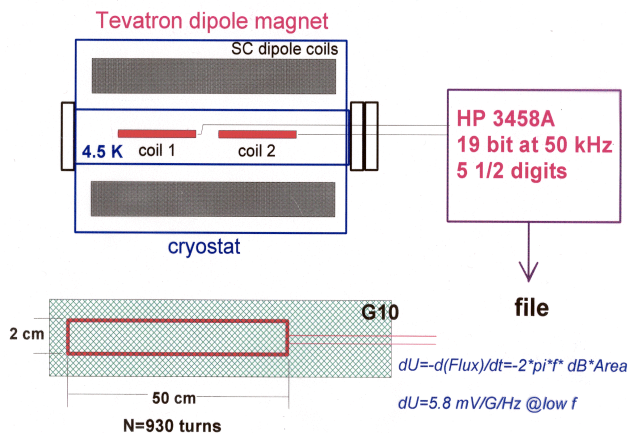 Tevatron dipole magnet
SC dipole coils
4.5 K
coil 1
coil 2
cryostat
HP 3458A
19 bit at 50 kHz
5 1/2 digits
file
G10
2 cm
50 cm
N=930 turns
dU=-d(Flux)/dt=-2*pi*f* dB*Area
dU=5.8 mV/G/Hz @low f